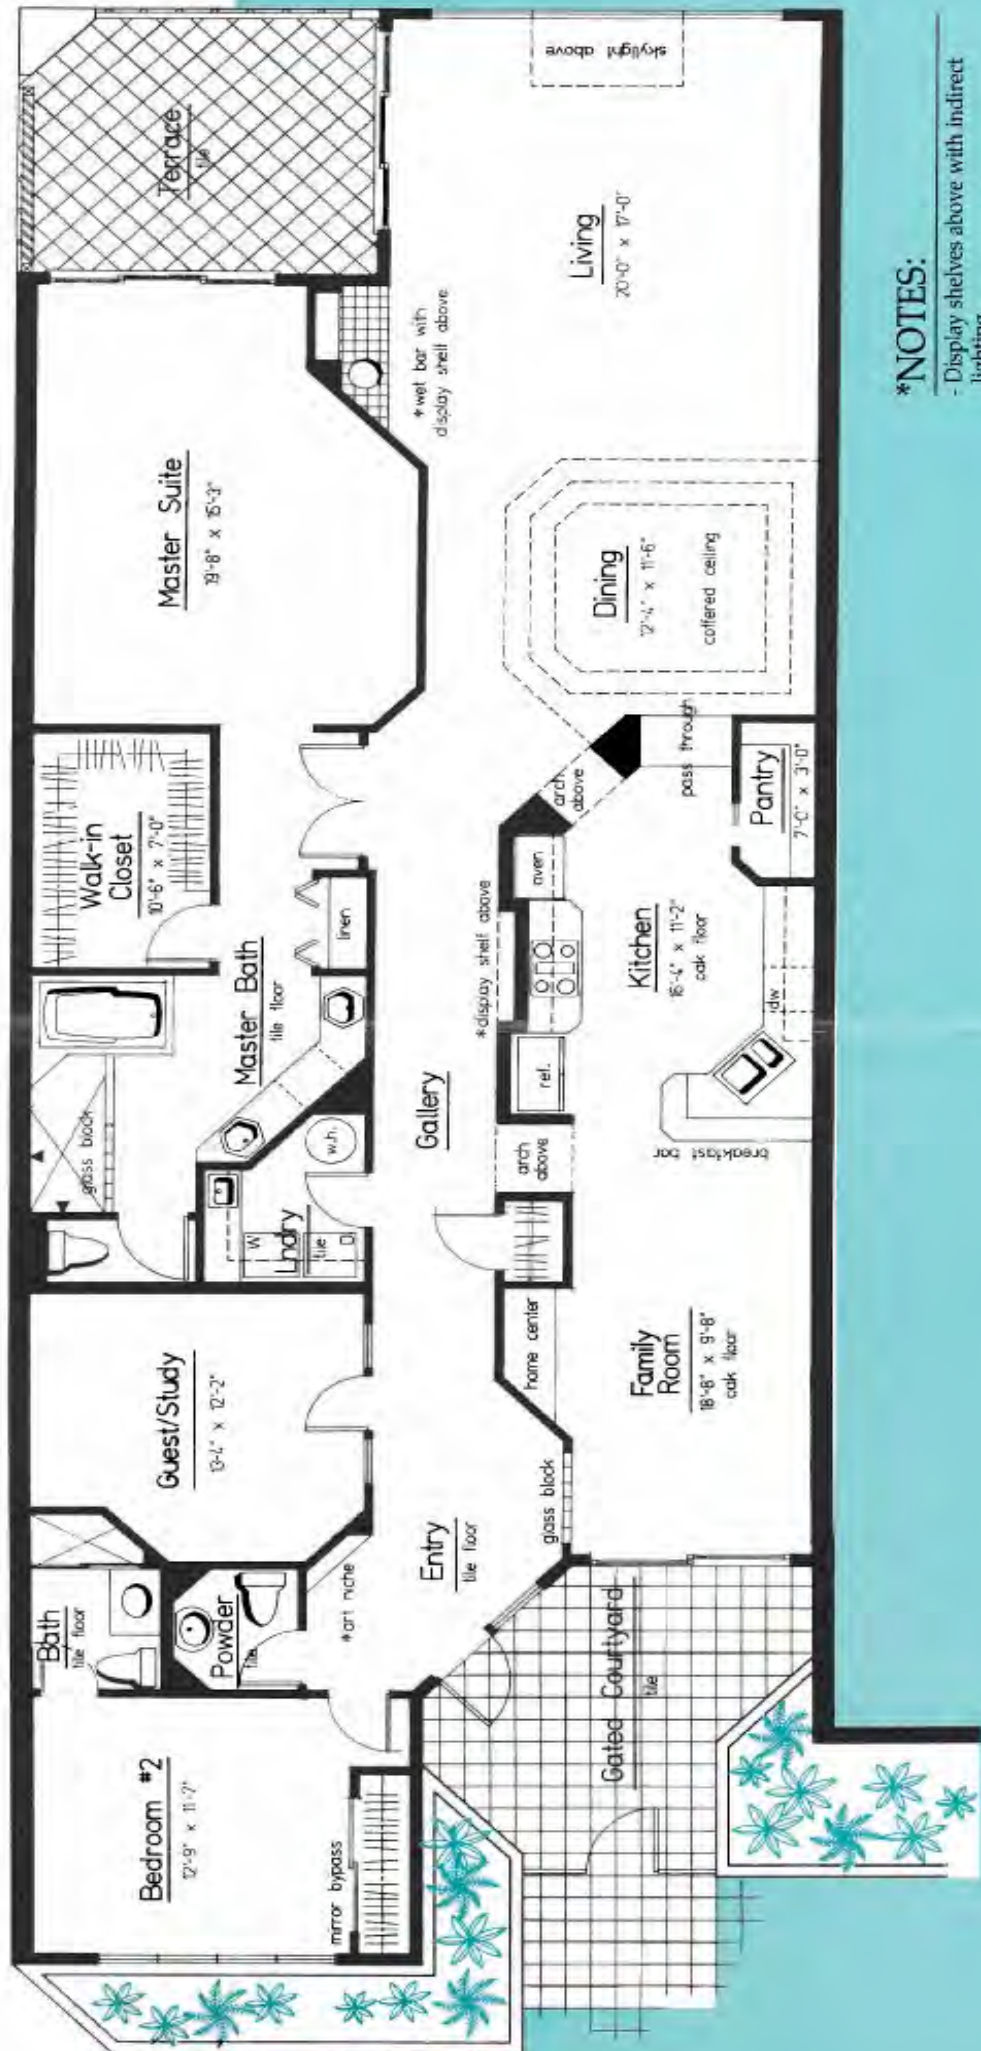 Terrace
tile
skylight above
Living
20'-0" x 17'-0"
*wet bar with
display shelf above
Master Suite
19'-8" x 15'-3"
Dining
12'-4" x 11'-6"
coffered ceiling
Walk-in
Closet
10'-6" x 7'-0"
linen
Master Bath
tile floor
glass block
arch
above
pass through
Pantry
7'-0" x 3'-0"
oven
*display shelf above
Kitchen
16'-4" x 11'-2"
oak floor
dw
ref.
Gallery
w.h.
arch
above
breakfast bar
Lndry
tile
W
D
home center
Family
Room
18'-8" x 9'-8"
oak floor
Guest/Study
13'-4" x 12'-2"
glass block
Entry
tile floor
*art niche
Bath
tile floor
Powder
tile
Gated Courtyard
tile
Bedroom #2
12'-9" x 11'-2"
mirror bypass
*NOTES:
- Display shelves above with indirect
lighting